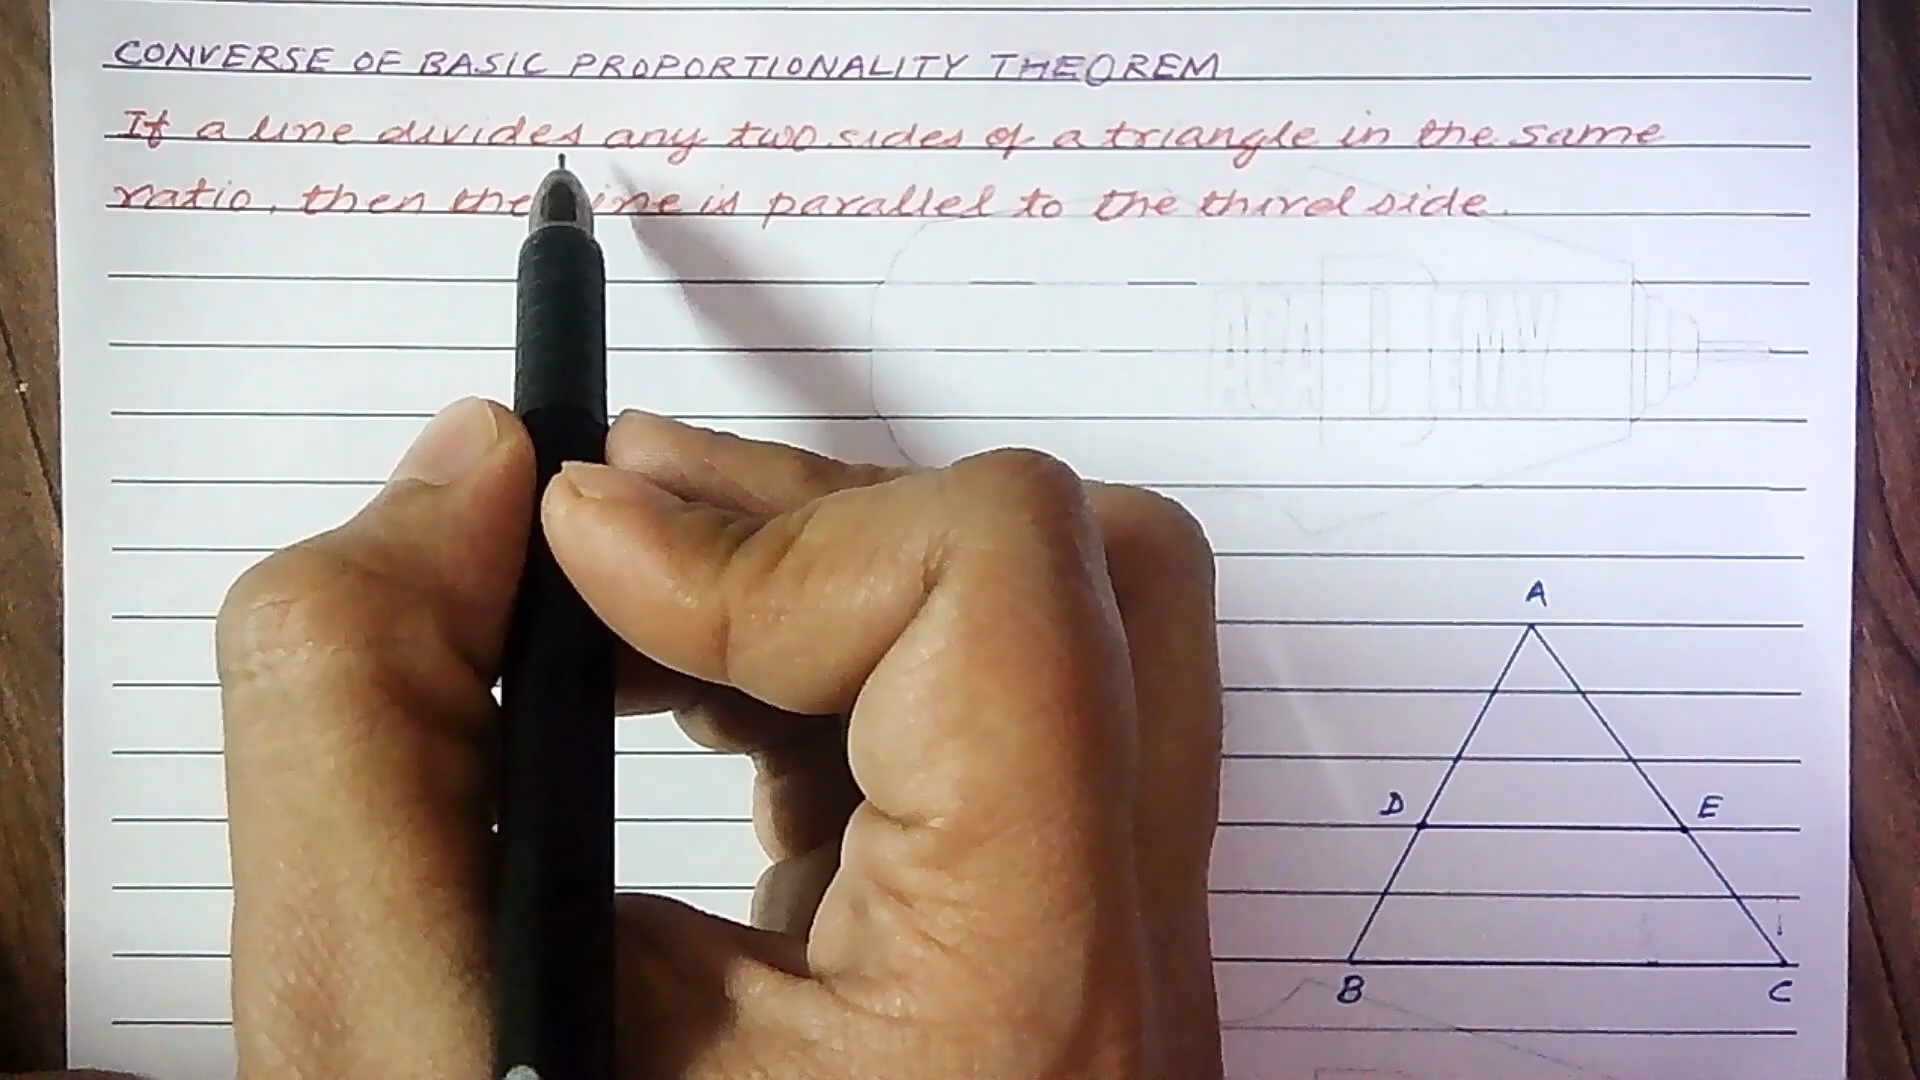 CONVERSE OF BASIC PROPORTIONALITY THEOREM
If a line divides any two sides of a triangle in the same
ratio, then the line is parallel to the third side.
ACADEMY
A
D
E
B
C